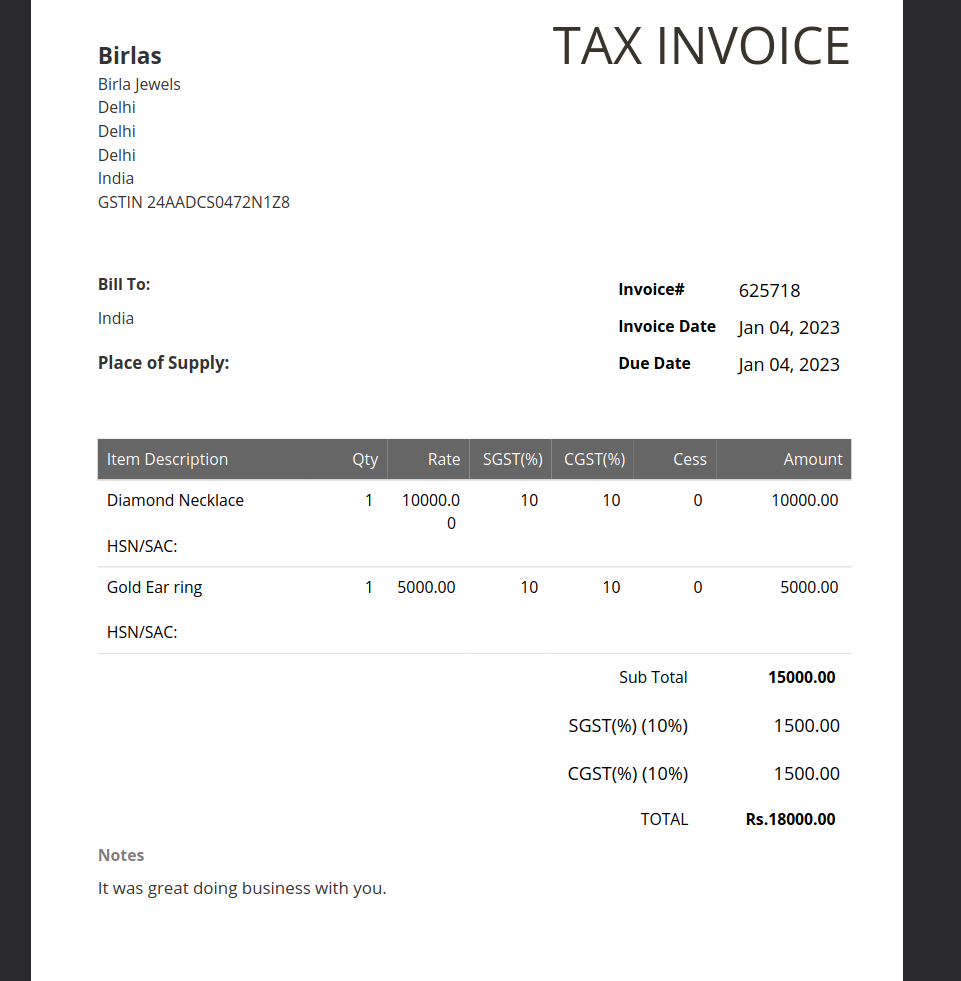 TAX INVOICE
Birlas
Birla Jewels
Delhi
Delhi
Delhi
India
GSTIN 24AADCS0472N1Z8
Bill To:
India
Place of Supply:
Invoice# 625718
Invoice Date Jan 04, 2023
Due Date Jan 04, 2023
Item Description Qty Rate SGST(%) CGST(%) Cess Amount
Diamond Necklace 1 10000.0 10 10 0 10000.00
0
HSN/SAC:
Gold Ear ring 1 5000.00 10 10 0 5000.00
HSN/SAC:
Sub Total 15000.00
SGST(%) (10%) 1500.00
CGST(%) (10%) 1500.00
TOTAL Rs.18000.00
Notes
It was great doing business with you.